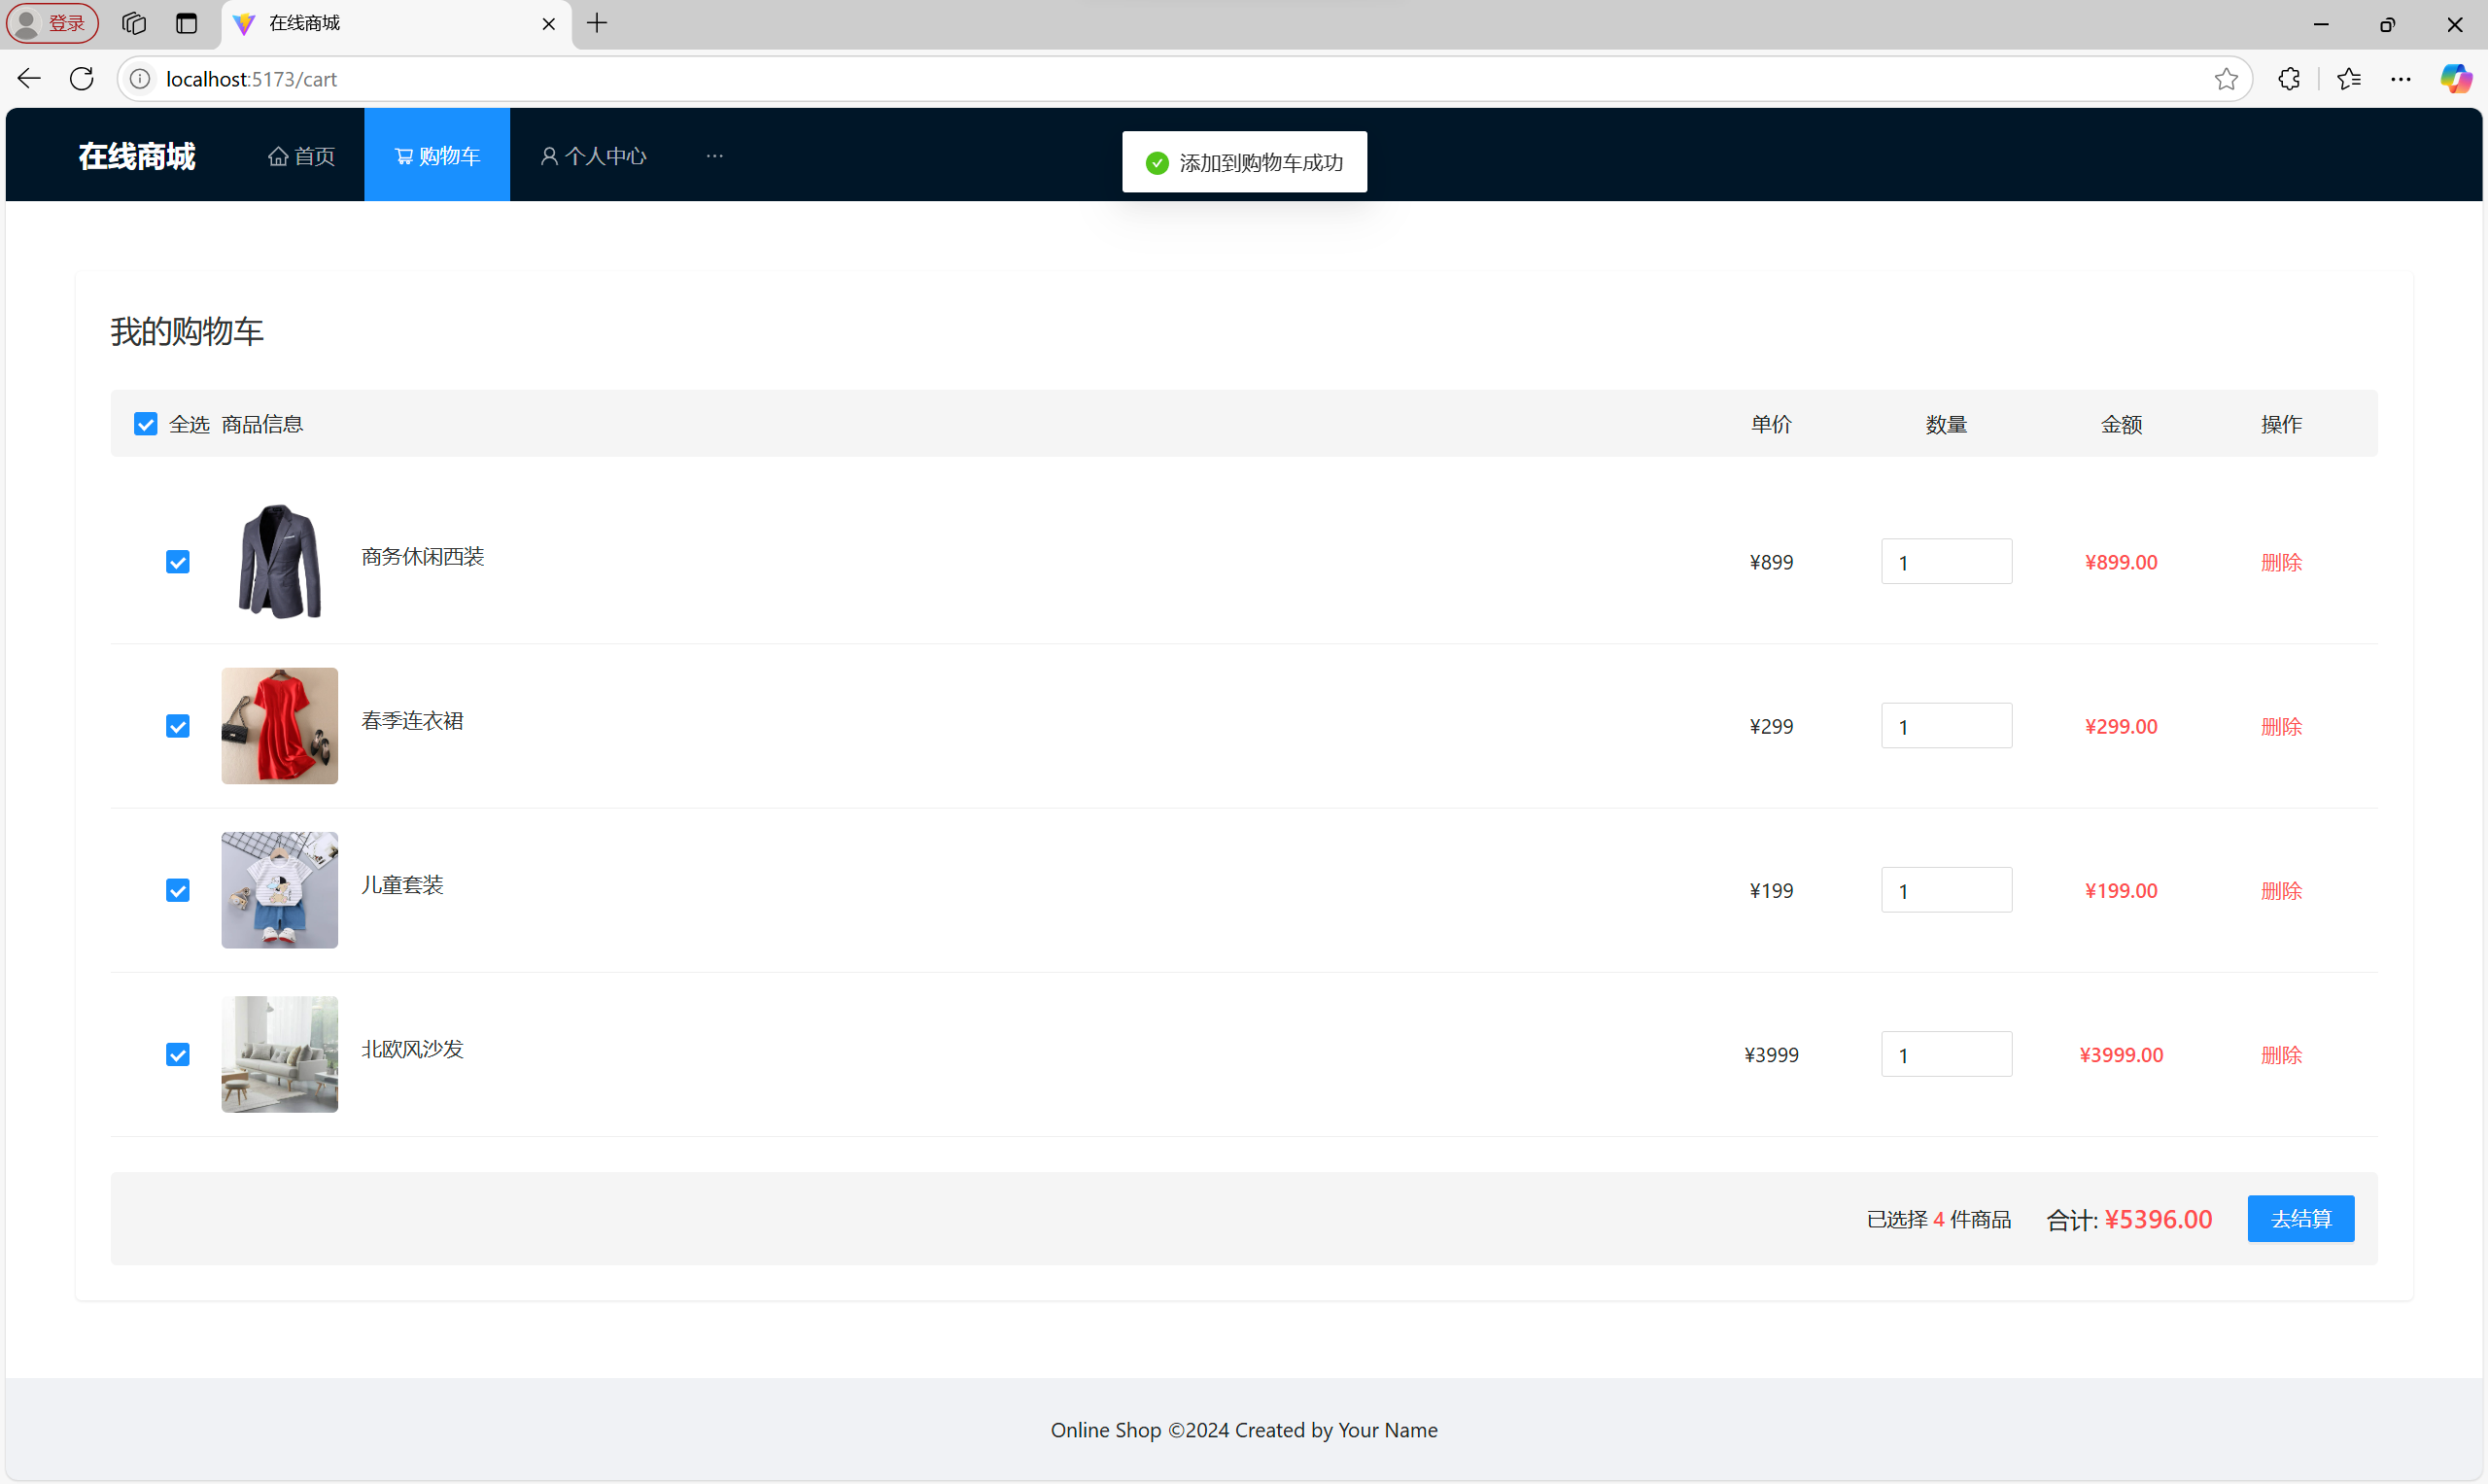 登录
在线商城
localhost:5173/cart
在线商城 首页 购物车 个人中心 ···
添加到购物车成功
我的购物车
全选 商品信息 单价 数量 金额 操作
商务休闲西装 ¥899 1 ¥899.00 删除
春季连衣裙 ¥299 1 ¥299.00 删除
儿童套装 ¥199 1 ¥199.00 删除
北欧风沙发 ¥3999 1 ¥3999.00 删除
已选择 4 件商品 合计: ¥5396.00 去结算
Online Shop ©2024 Created by Your Name